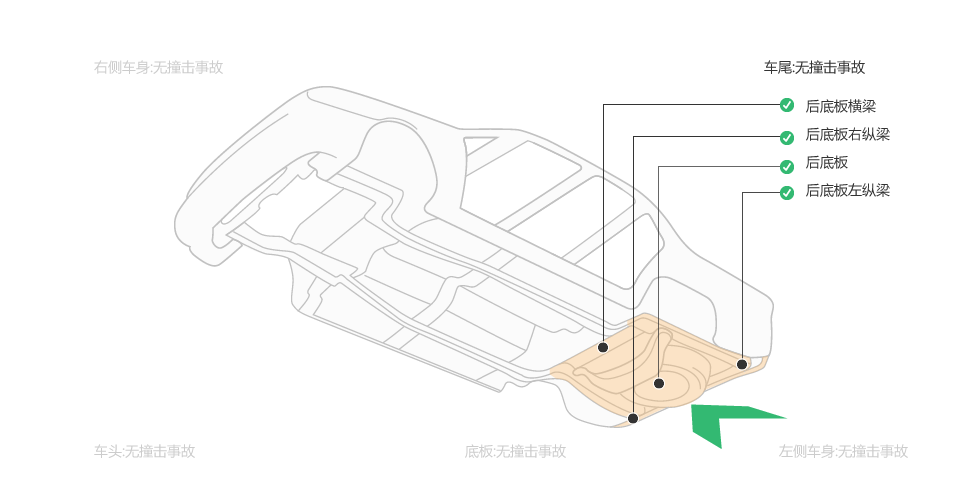 右侧车身:无撞击事故
车尾:无撞击事故
后底板横梁
后底板右纵梁
后底板
后底板左纵梁
车头:无撞击事故
底板:无撞击事故
左侧车身:无撞击事故